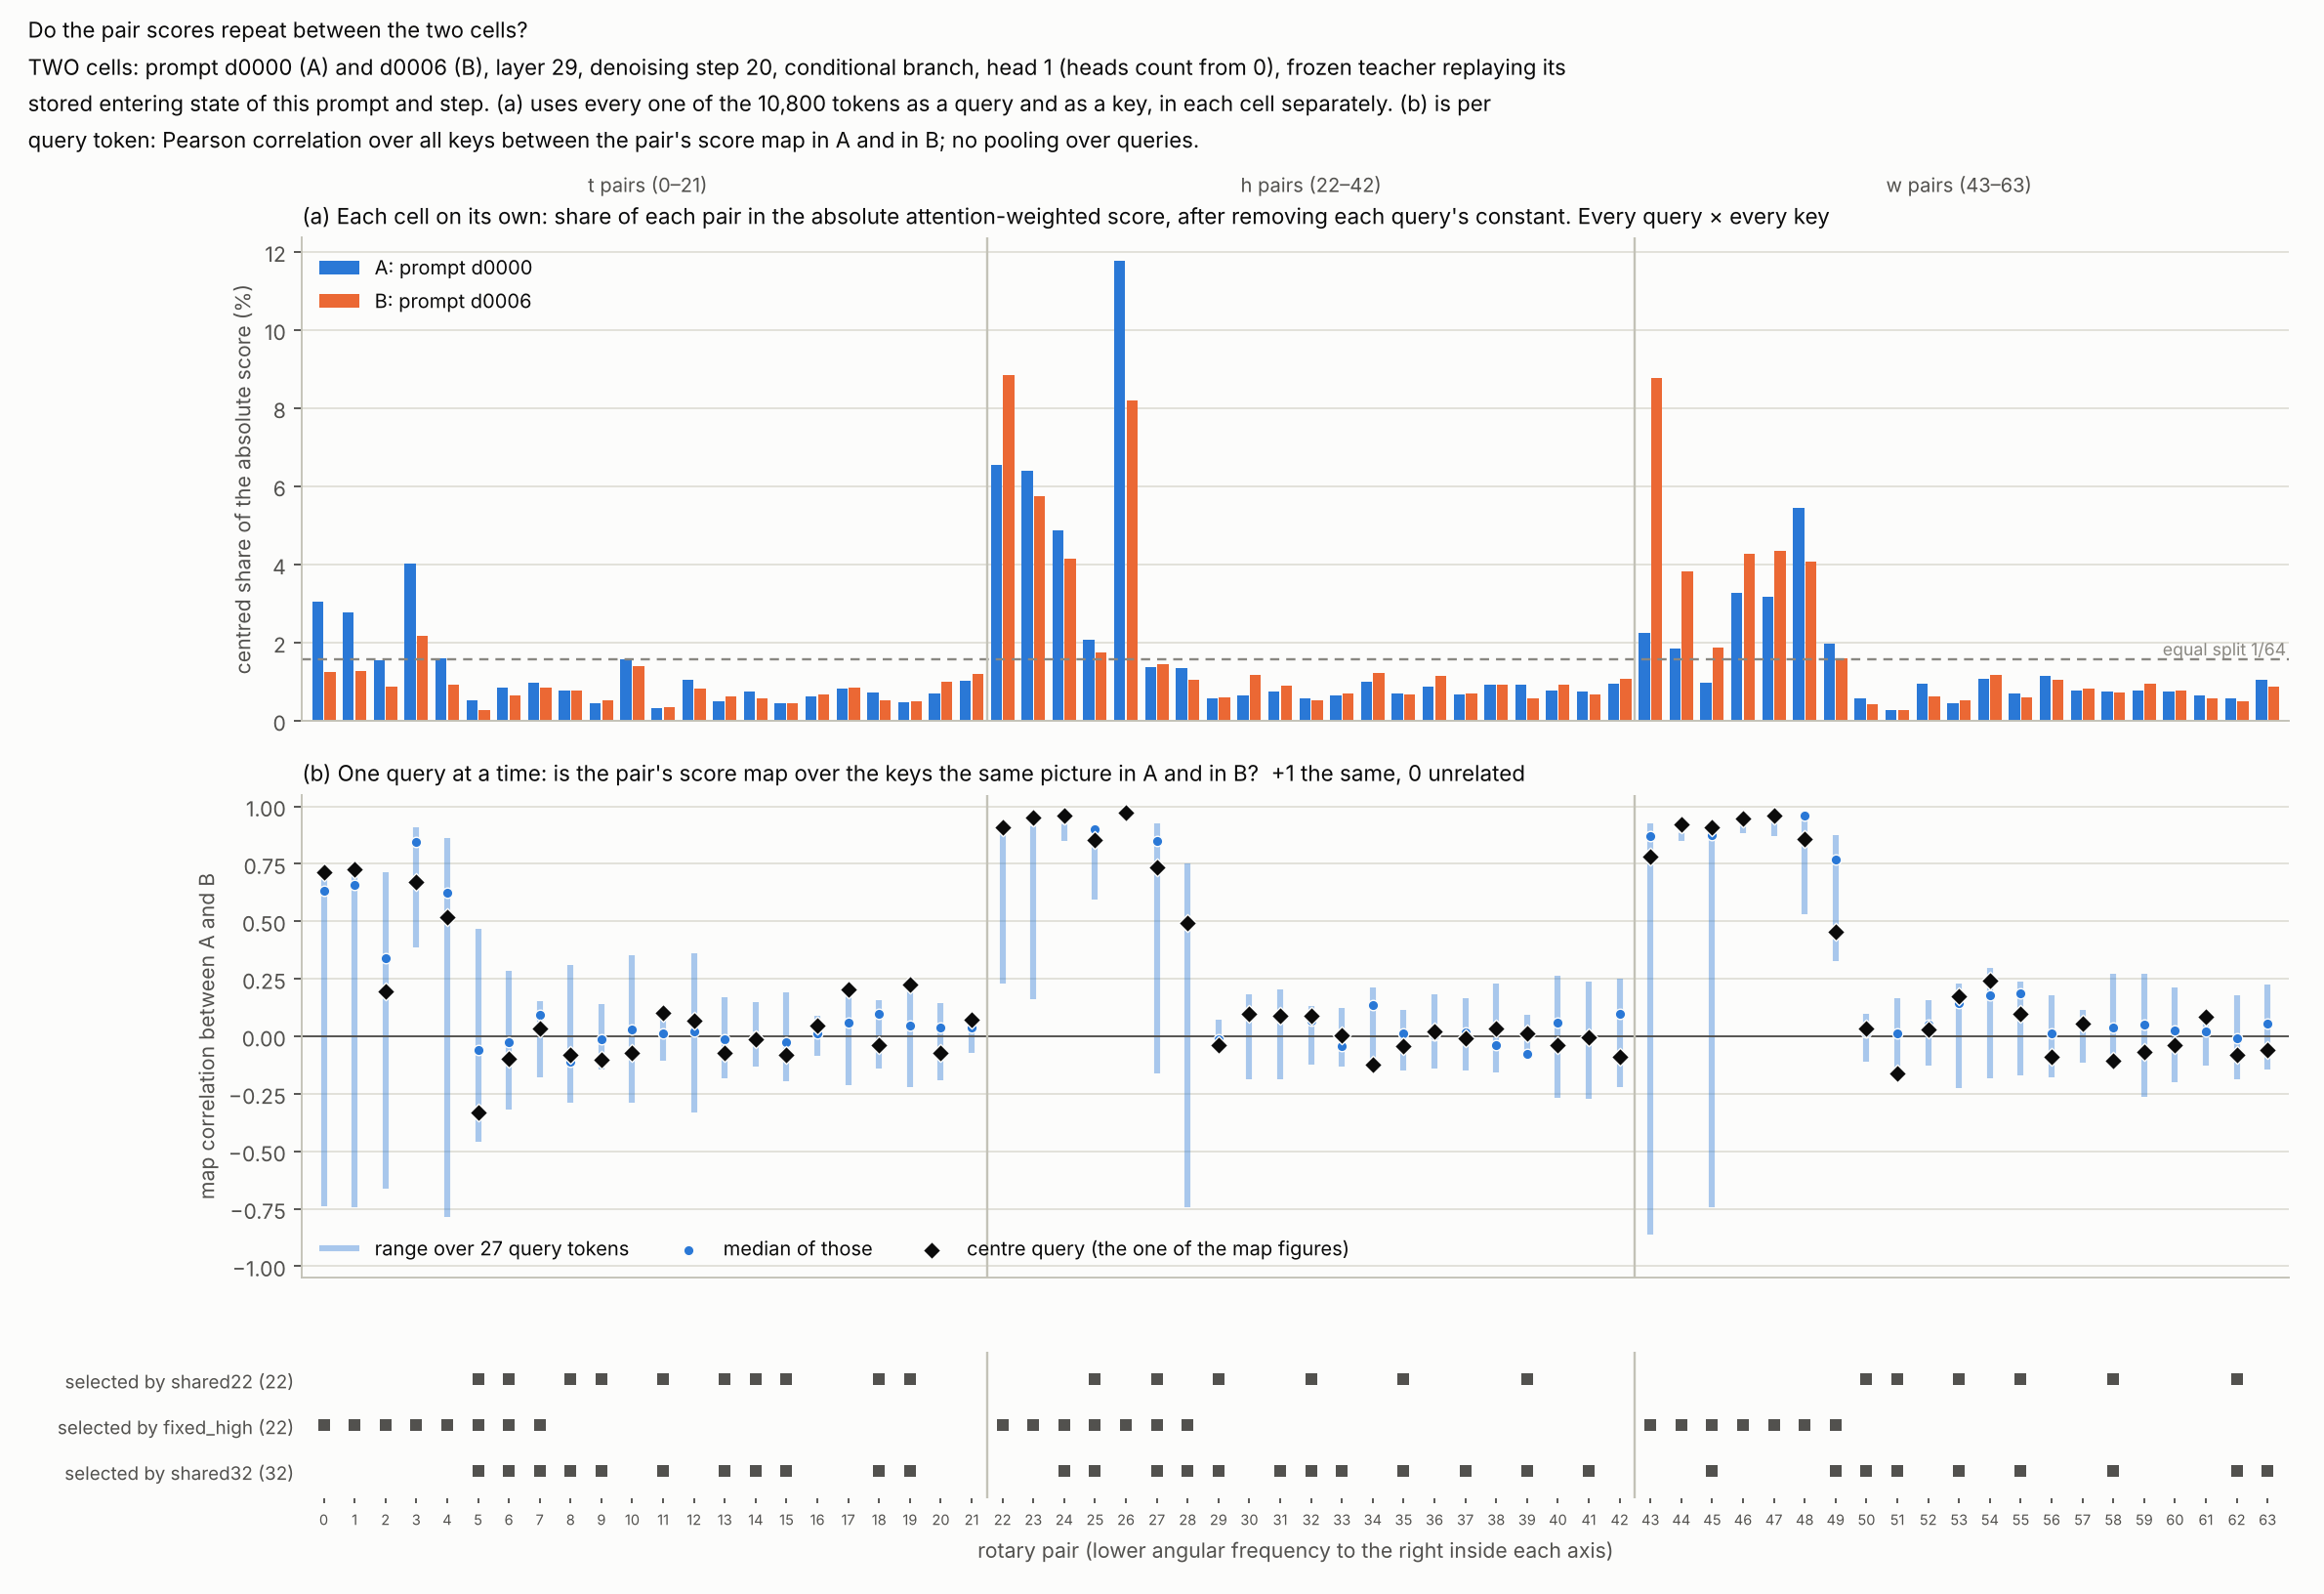 Do the pair scores repeat between the two cells?
TWO cells: prompt d0000 (A) and d0006 (B), layer 29, denoising step 20, conditional branch, head 1 (heads count from 0), frozen teacher replaying its
stored entering state of this prompt and step. (a) uses every one of the 10,800 tokens as a query and as a key, in each cell separately. (b) is per
query token: Pearson correlation over all keys between the pair's score map in A and in B; no pooling over queries.
t pairs (0–21) h pairs (22–42) w pairs (43–63)
(a) Each cell on its own: share of each pair in the absolute attention-weighted score, after removing each query's constant. Every query × every key
centred share of the absolute score (%)
12
10
8
6
4
2
0
A: prompt d0000
B: prompt d0006
equal split 1/64
(b) One query at a time: is the pair's score map over the keys the same picture in A and in B? +1 the same, 0 unrelated
map correlation between A and B
1.00
0.75
0.50
0.25
0.00
−0.25
−0.50
−0.75
−1.00
range over 27 query tokens median of those centre query (the one of the map figures)
selected by shared22 (22)
selected by fixed_high (22)
selected by shared32 (32)
0 1 2 3 4 5 6 7 8 9 10 11 12 13 14 15 16 17 18 19 20 21 22 23 24 25 26 27 28 29 30 31 32 33 34 35 36 37 38 39 40 41 42 43 44 45 46 47 48 49 50 51 52 53 54 55 56 57 58 59 60 61 62 63
rotary pair (lower angular frequency to the right inside each axis)